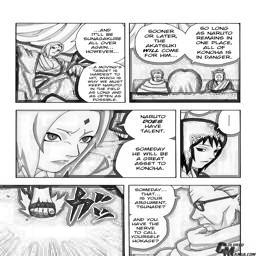 SO LONG
AS NARUTO
REMAINS
IN ONE
PLACE, ALL
OF KONOHA
IS IN
DANGER.
SOONER
OR LATER,
THE
AKATSUKI
WILL COME
FOR HIM...
IT WILL BE
SUNAGAKURE
ALL OVER
AGAIN.
HOWEVER...
A MOVING
TARGET IS
HARDEST TO
HIT, WHICH IS
WHY WE MUST
KEEP NARUTO
IN THE FIELD
AS LONG AND
AS OFTEN AS
POSSIBLE.
NARUTO
DOES
HAVE
TALENT.
SOMEDAY
HE WILL BE
A GREAT
ASSET TO
KONOHA.
SOMEDAY...
THAT...
IS YOUR
ARGUMENT,
TSUNADE?
AND YOU
HAVE THE
NERVE TO
CALL
YOURSELF
HOKAGE?